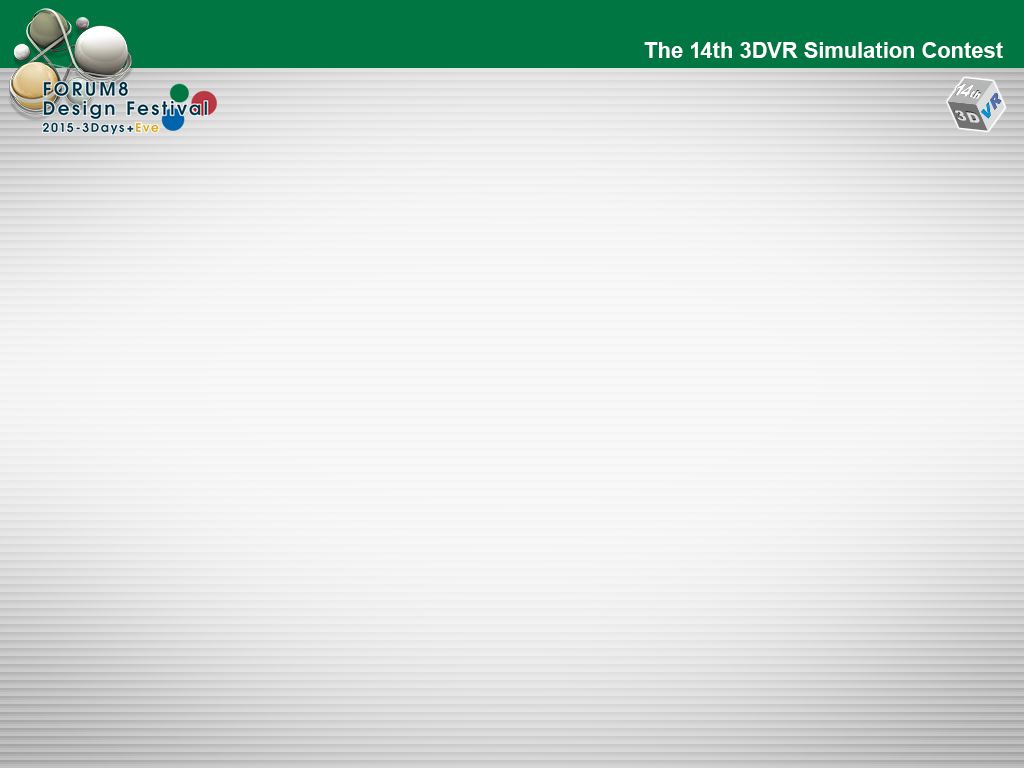 The 14th 3DVR Simulation Contest
FORUM8
Design Festival
2015-3Days+Eve
14th
3D
VR